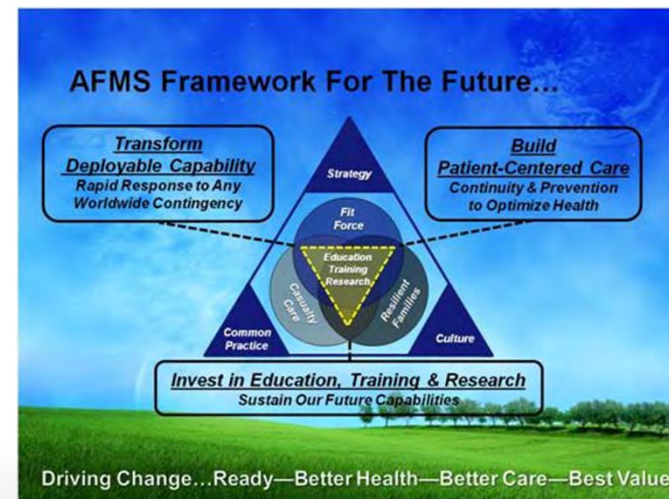 AFMS Framework For The Future...
Transform
Deployable Capability
Rapid Response to Any
Worldwide Contingency
Build
Patient-Centered Care
Continuity & Prevention
to Optimize Health
Strategy
Fit
Force
Education
Training
Research
Casualty
Care
Resilient
Families
Common
Practice
Culture
Invest in Education, Training & Research
Sustain Our Future Capabilities
Driving Change...Ready—Better Health—Better Care—Best Value